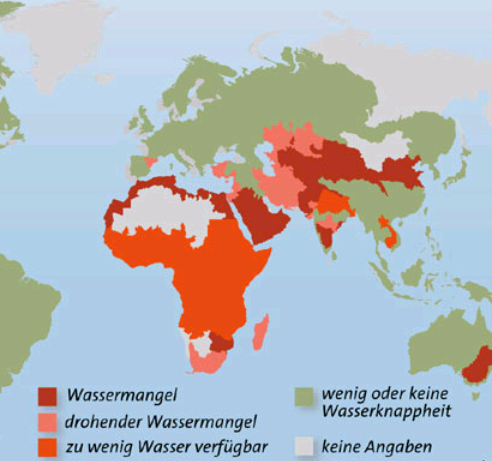 Wassermangel
drohender Wassermangel
zu wenig Wasser verfügbar
wenig oder keine
Wasserknappheit
keine Angaben